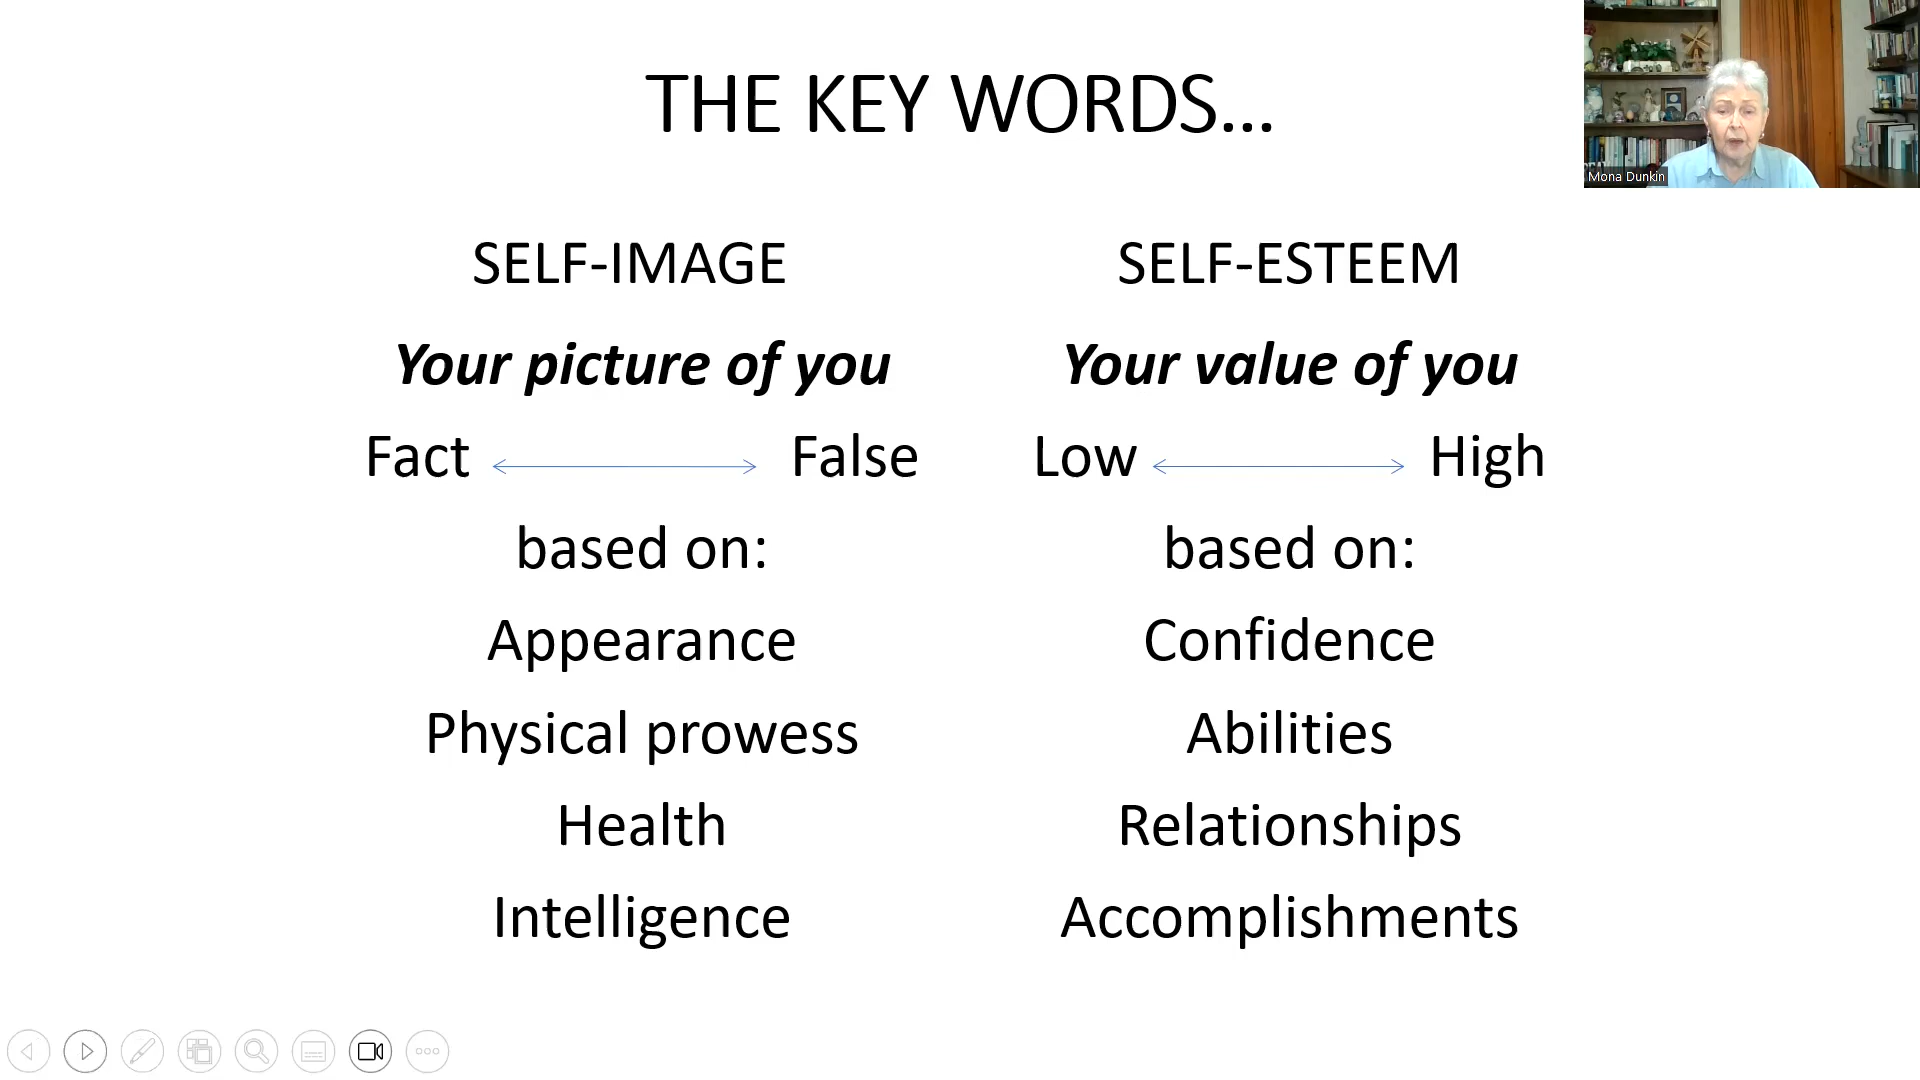 THE KEY WORDS...
Mona Dunkin
SELF-IMAGE
Your picture of you
Fact False
based on:
Appearance
Physical prowess
Health
Intelligence
SELF-ESTEEM
Your value of you
Low High
based on:
Confidence
Abilities
Relationships
Accomplishments